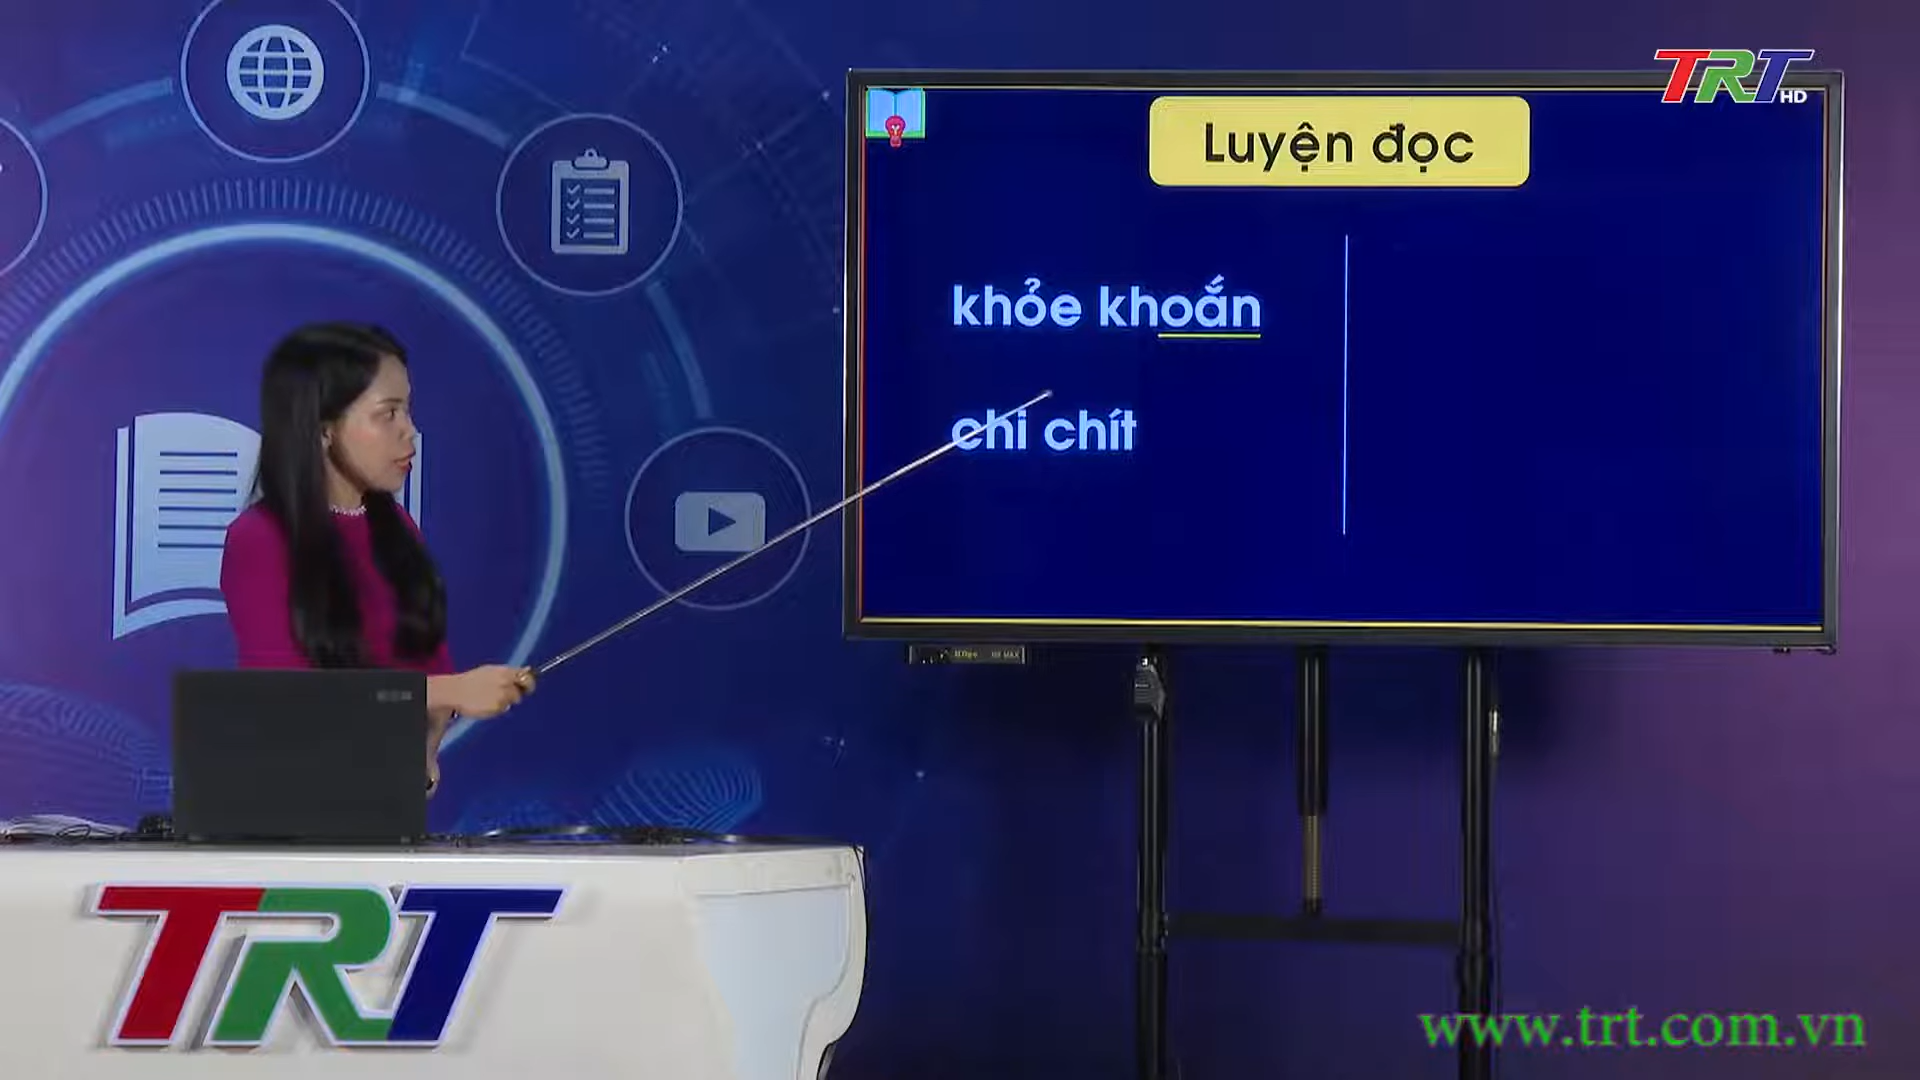 TRT HD
Luyện đọc
khỏe khoắn
chi chít
TRT
www.trt.com.vn